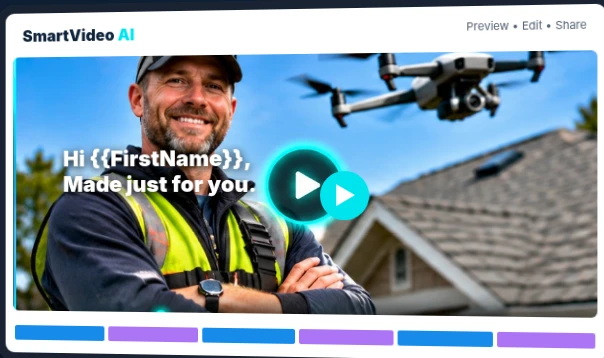 SmartVideo AI
Preview • Edit • Share
Hi {{FirstName}},
Made just for you.